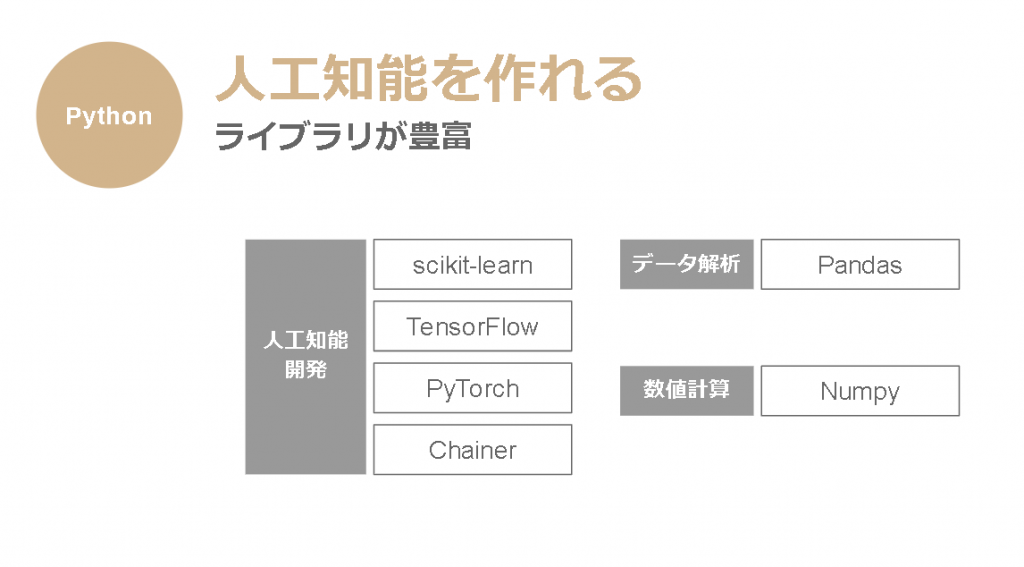 Python
人工知能を作れる
ライブラリが豊富
人工知能
開発
scikit-learn
TensorFlow
PyTorch
Chainer
データ解析
Pandas
数値計算
Numpy